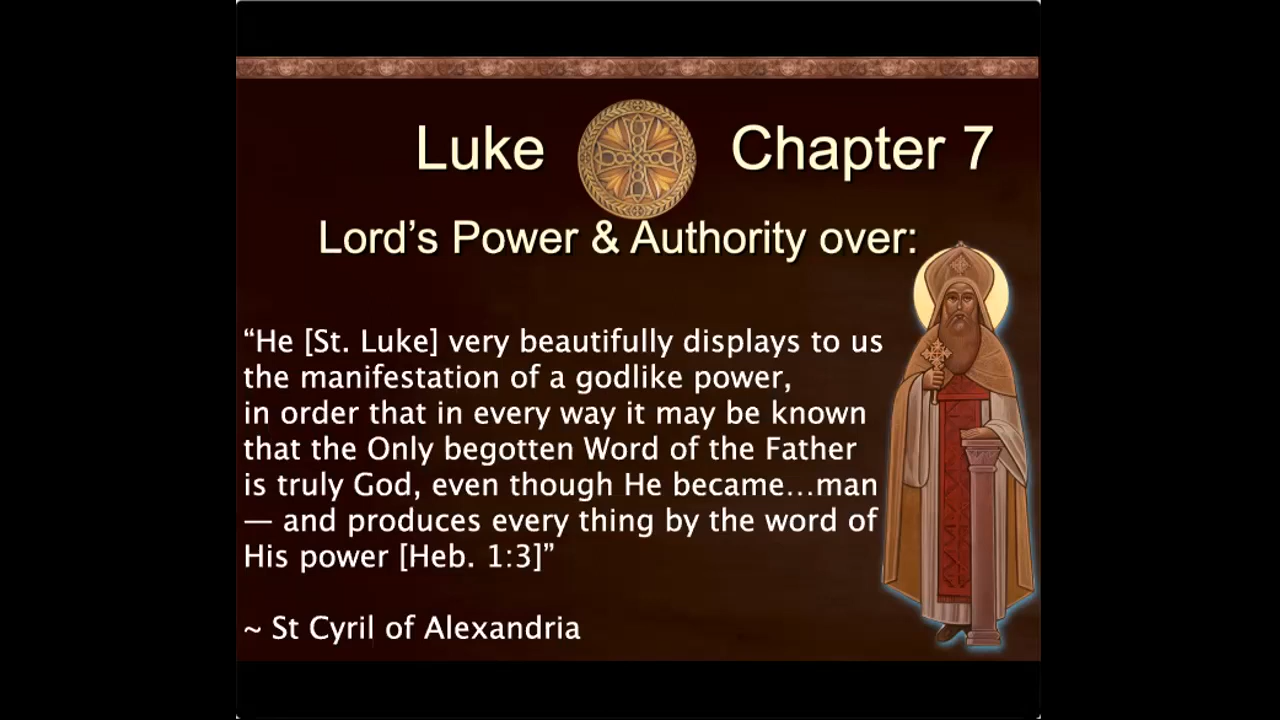 Luke Chapter 7
Lord’s Power & Authority over:
“He [St. Luke] very beautifully displays to us
the manifestation of a godlike power,
in order that in every way it may be known
that the Only begotten Word of the Father
is truly God, even though He became…man
— and produces every thing by the word of
His power [Heb. 1:3]”
~ St Cyril of Alexandria